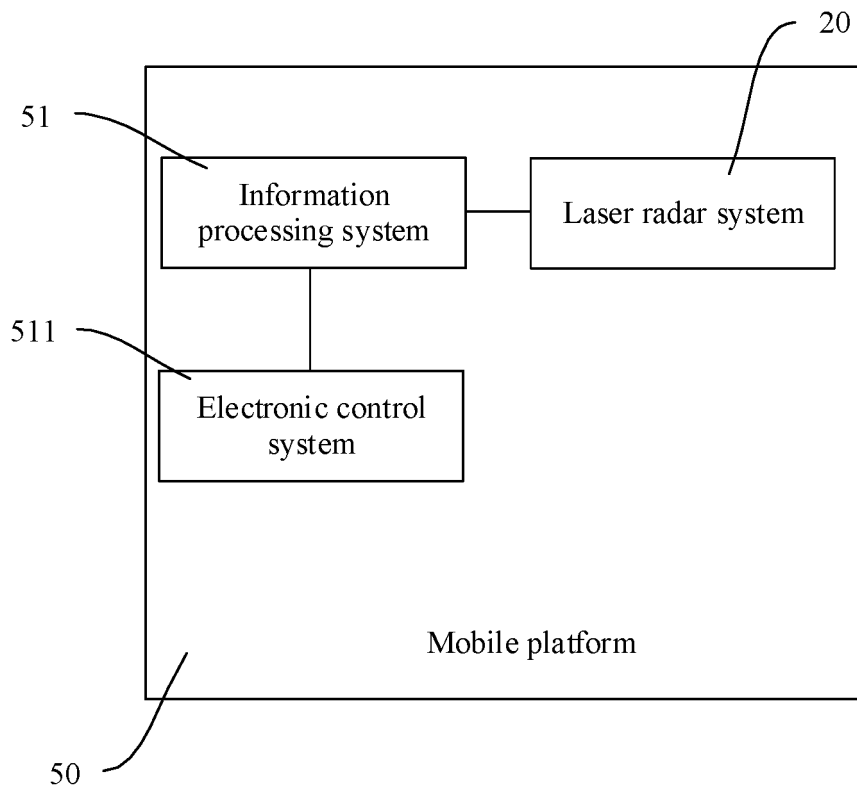 20
51
Information
processing system
Laser radar system
511
Electronic control
system
Mobile platform
50